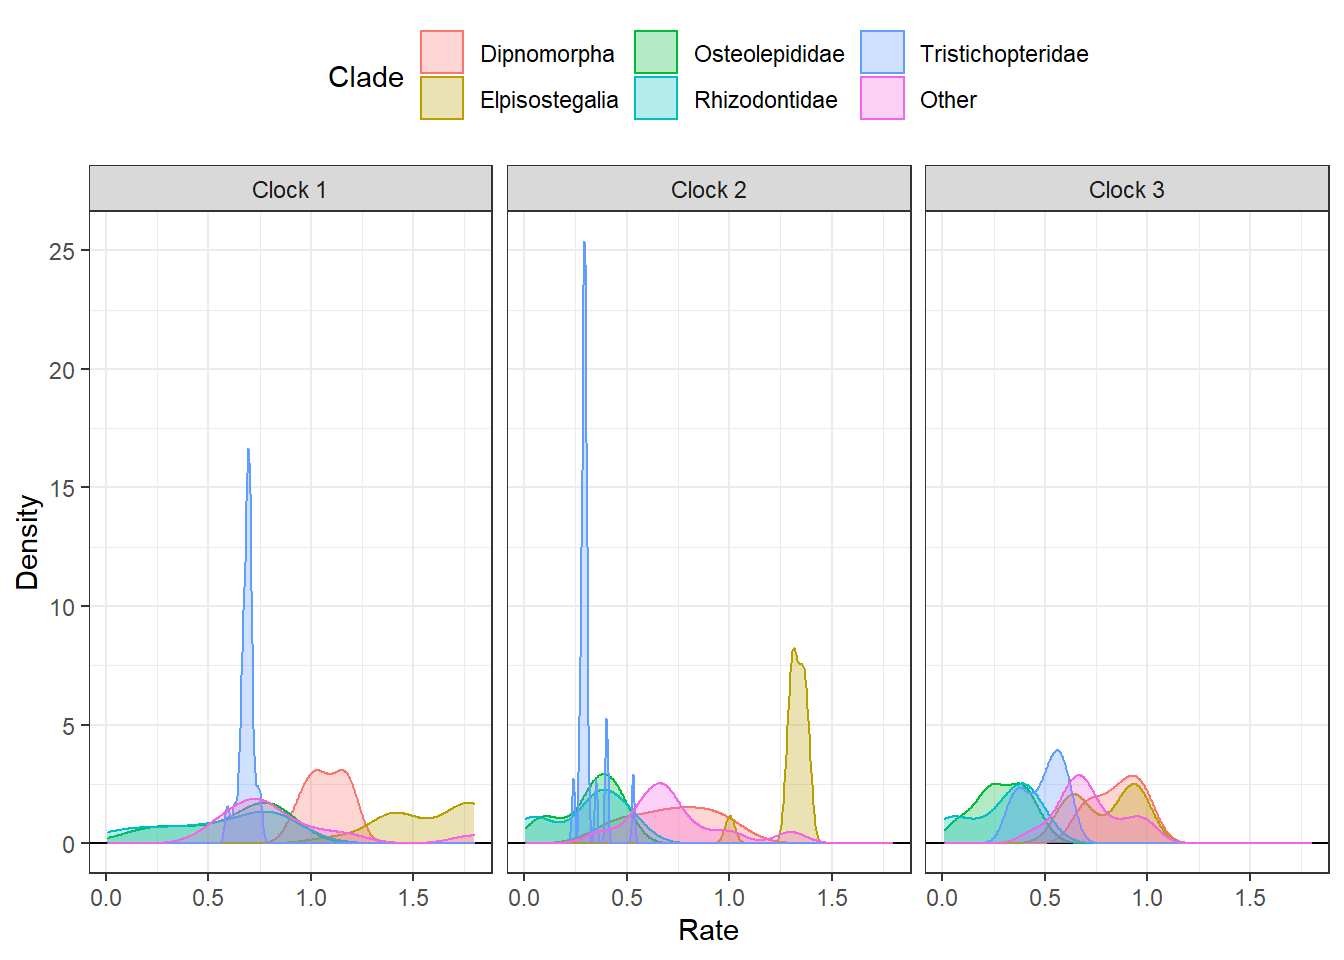 Clade
Dipnomorpha
Osteolepididae
Tristichopteridae
Elpisostegalia
Rhizodontidae
Other
Clock 1
Clock 2
Clock 3
Density
25
20
15
10
5
0
0.0 0.5 1.0 1.5
0.0 0.5 1.0 1.5
0.0 0.5 1.0 1.5
Rate